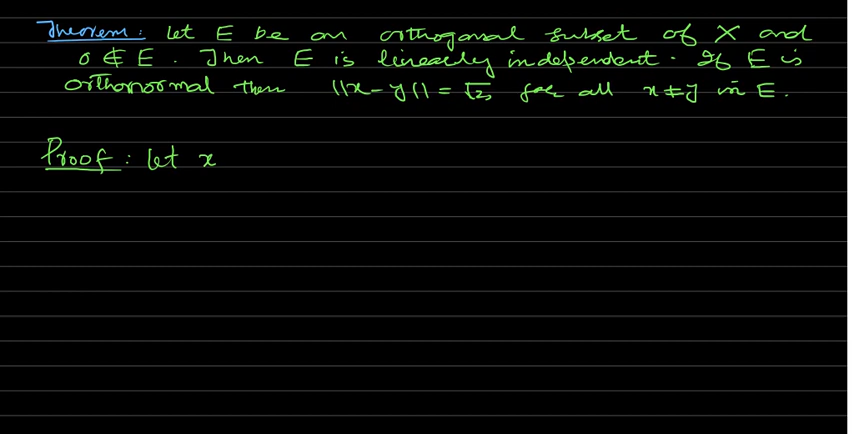 Theorem: Let E be an orthogonal subset of X and
0 ∉ E. Then E is linearly independent. If E is
orthonormal then ||x-y|| = √2, for all x≠y in E.
Proof: Let x